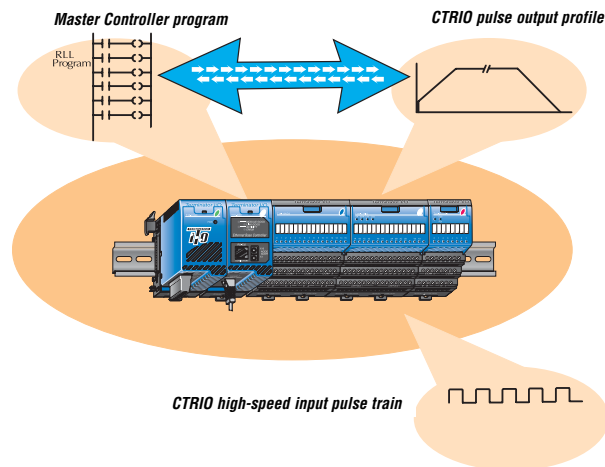 Master Controller program
CTRIO pulse output profile
RLL
Program
CTRIO high-speed input pulse train